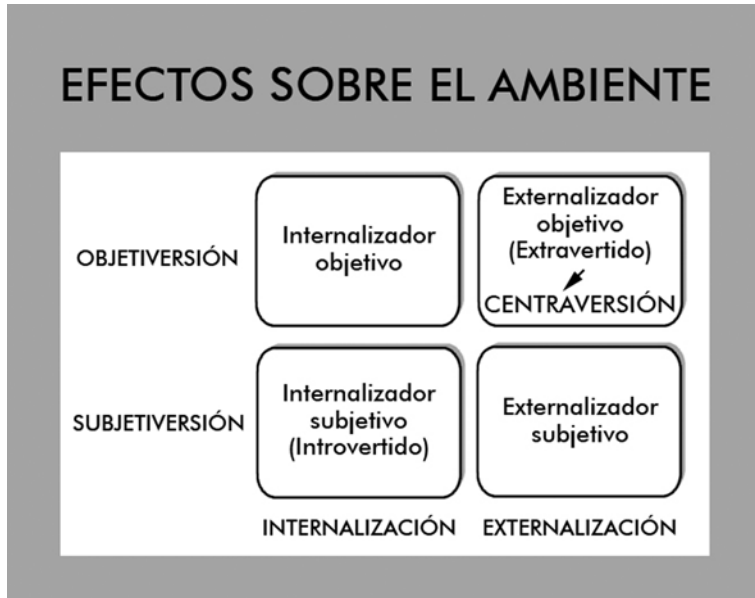 EFECTOS SOBRE EL AMBIENTE
OBJETIVERSIÓN
Internalizador
objetivo
Externalizador
objetivo
(Extravertido)
CENTRAVERSIÓN
SUBJETIVERSIÓN
Internalizador
subjetivo
(Introvertido)
Externalizador
subjetivo
INTERNALIZACIÓN
EXTERNALIZACIÓN